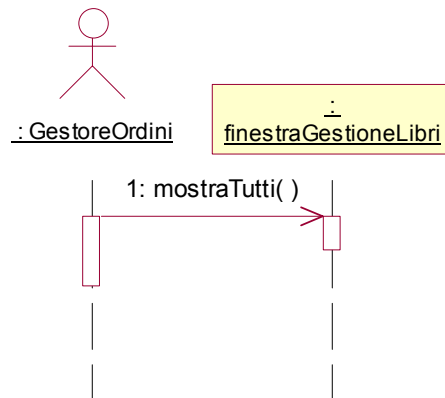 : GestoreOrdini
:
finestraGestioneLibri
1: mostraTutti( )